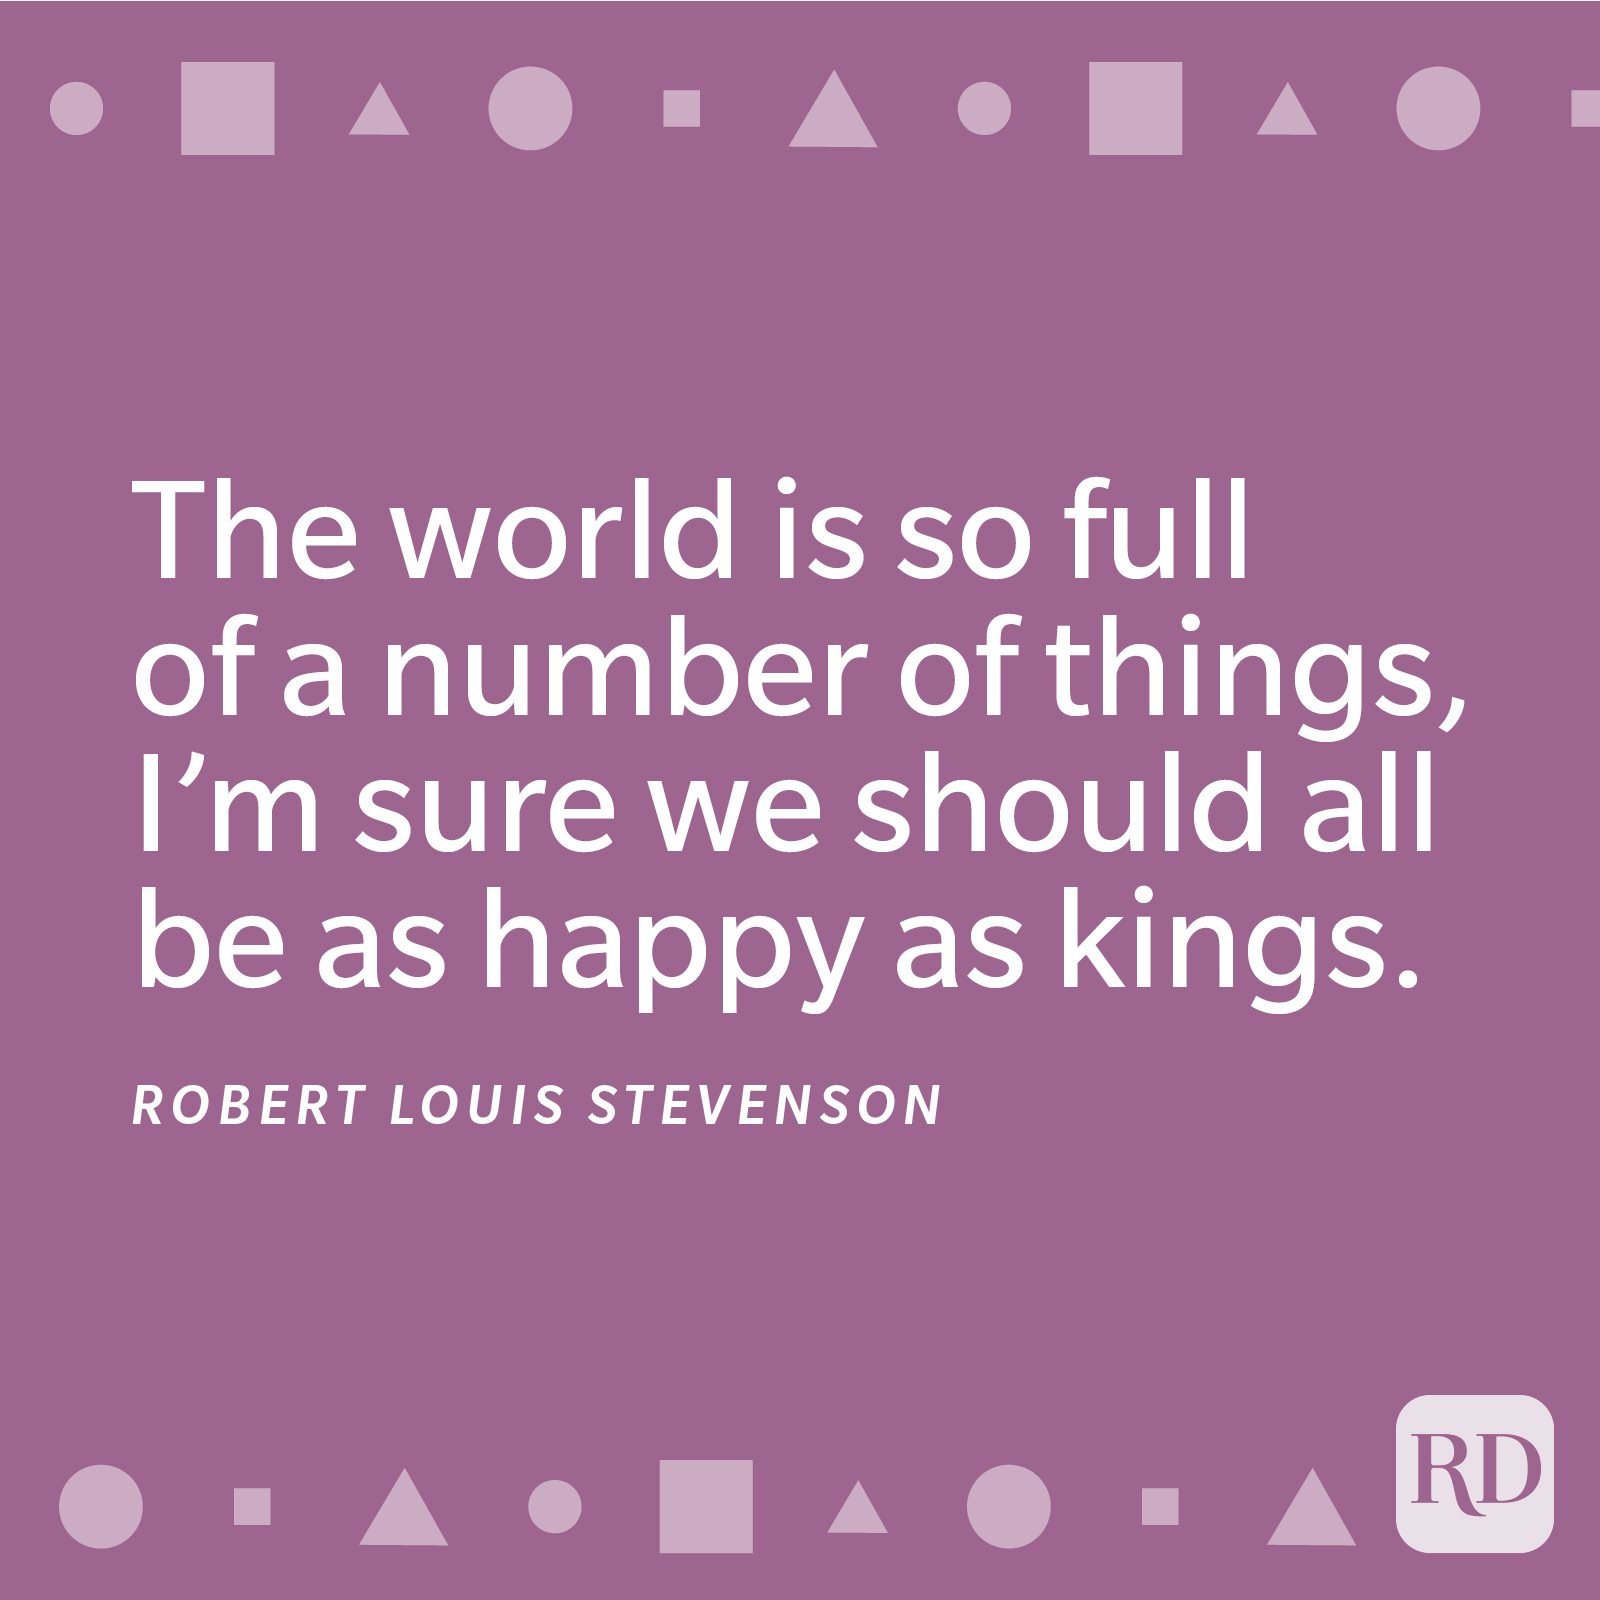 The world is so full
of a number of things,
I’m sure we should all
be as happy as kings.
ROBERT LOUIS STEVENSON
RD